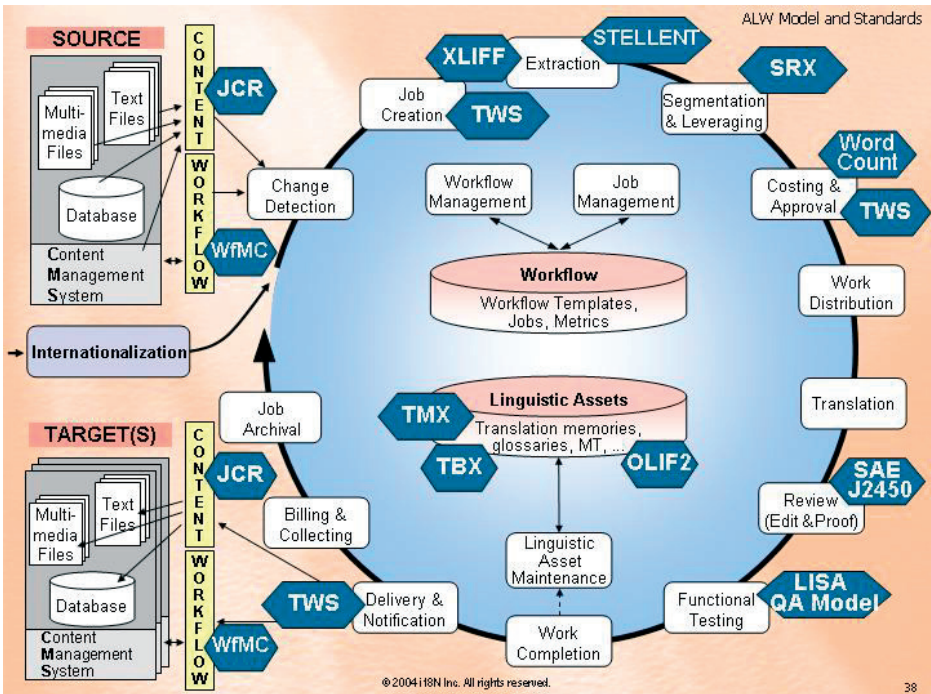 ALW Model and Standards
SOURCE
CONTENT
JCR
Text
Files
Multi-
media
Files
Database
WORKFLOW
WfMC
Content
Management
System
Internationalization
Change
Detection
Job
Creation
XLIFF
TWS
Extraction
STELLENT
SRX
Segmentation
& Leveraging
Word
Count
Costing &
Approval
TWS
Work
Distribution
Translation
SAE
J2450
Review
(Edit & Proof)
LISA
QA Model
Functional
Testing
Work
Completion
Delivery &
Notification
TWS
Billing &
Collecting
Job
Archival
Workflow
Management
Job
Management
Workflow
Workflow Templates,
Jobs, Metrics
Linguistic Assets
Translation memories,
glossaries, MT, ...
TMX
TBX
OLIF2
Linguistic
Asset
Maintenance
TARGET(S)
CONTENT
JCR
Text
Files
Multi-
media
Files
Database
WORKFLOW
WfMC
Content
Management
System
© 2004 i18N Inc. All rights reserved.
38